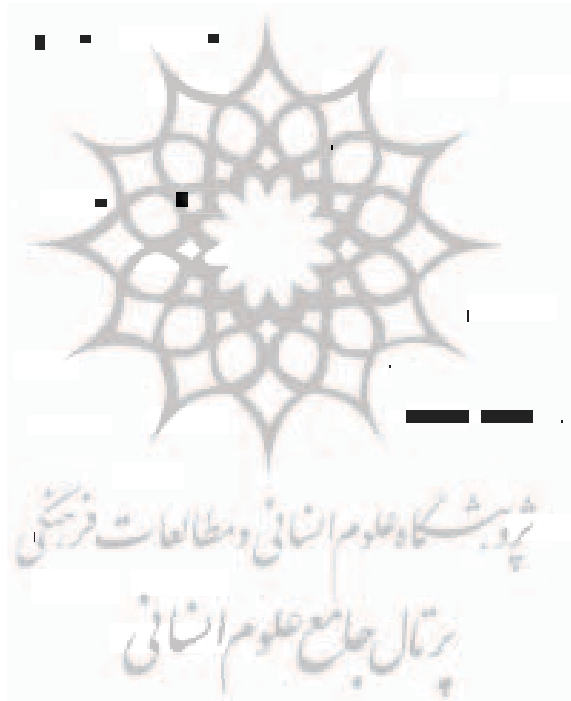 پژوهشگاه علوم انسانی و مطالعات فرهنگی
پرتال جامع علوم انسانی